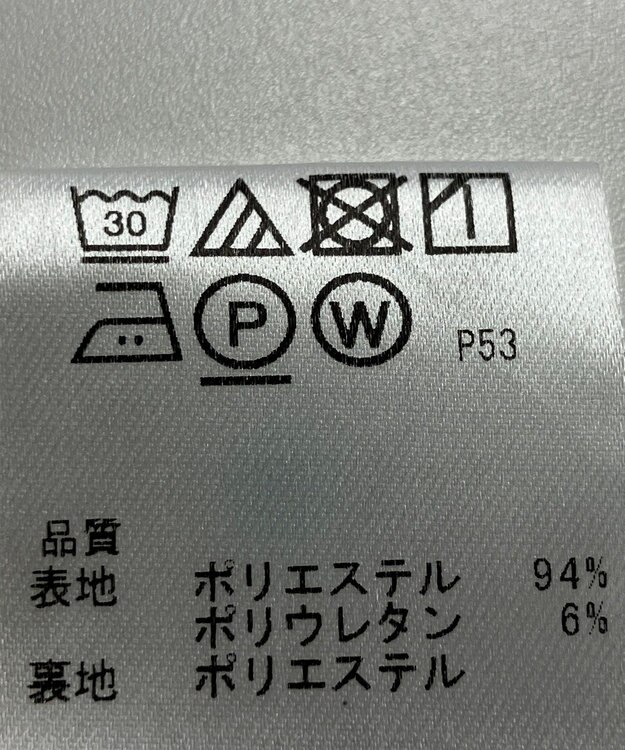 30
P W P53
品質
表地 ポリエステル 94%
ポリウレタン 6%
裏地 ポリエステル